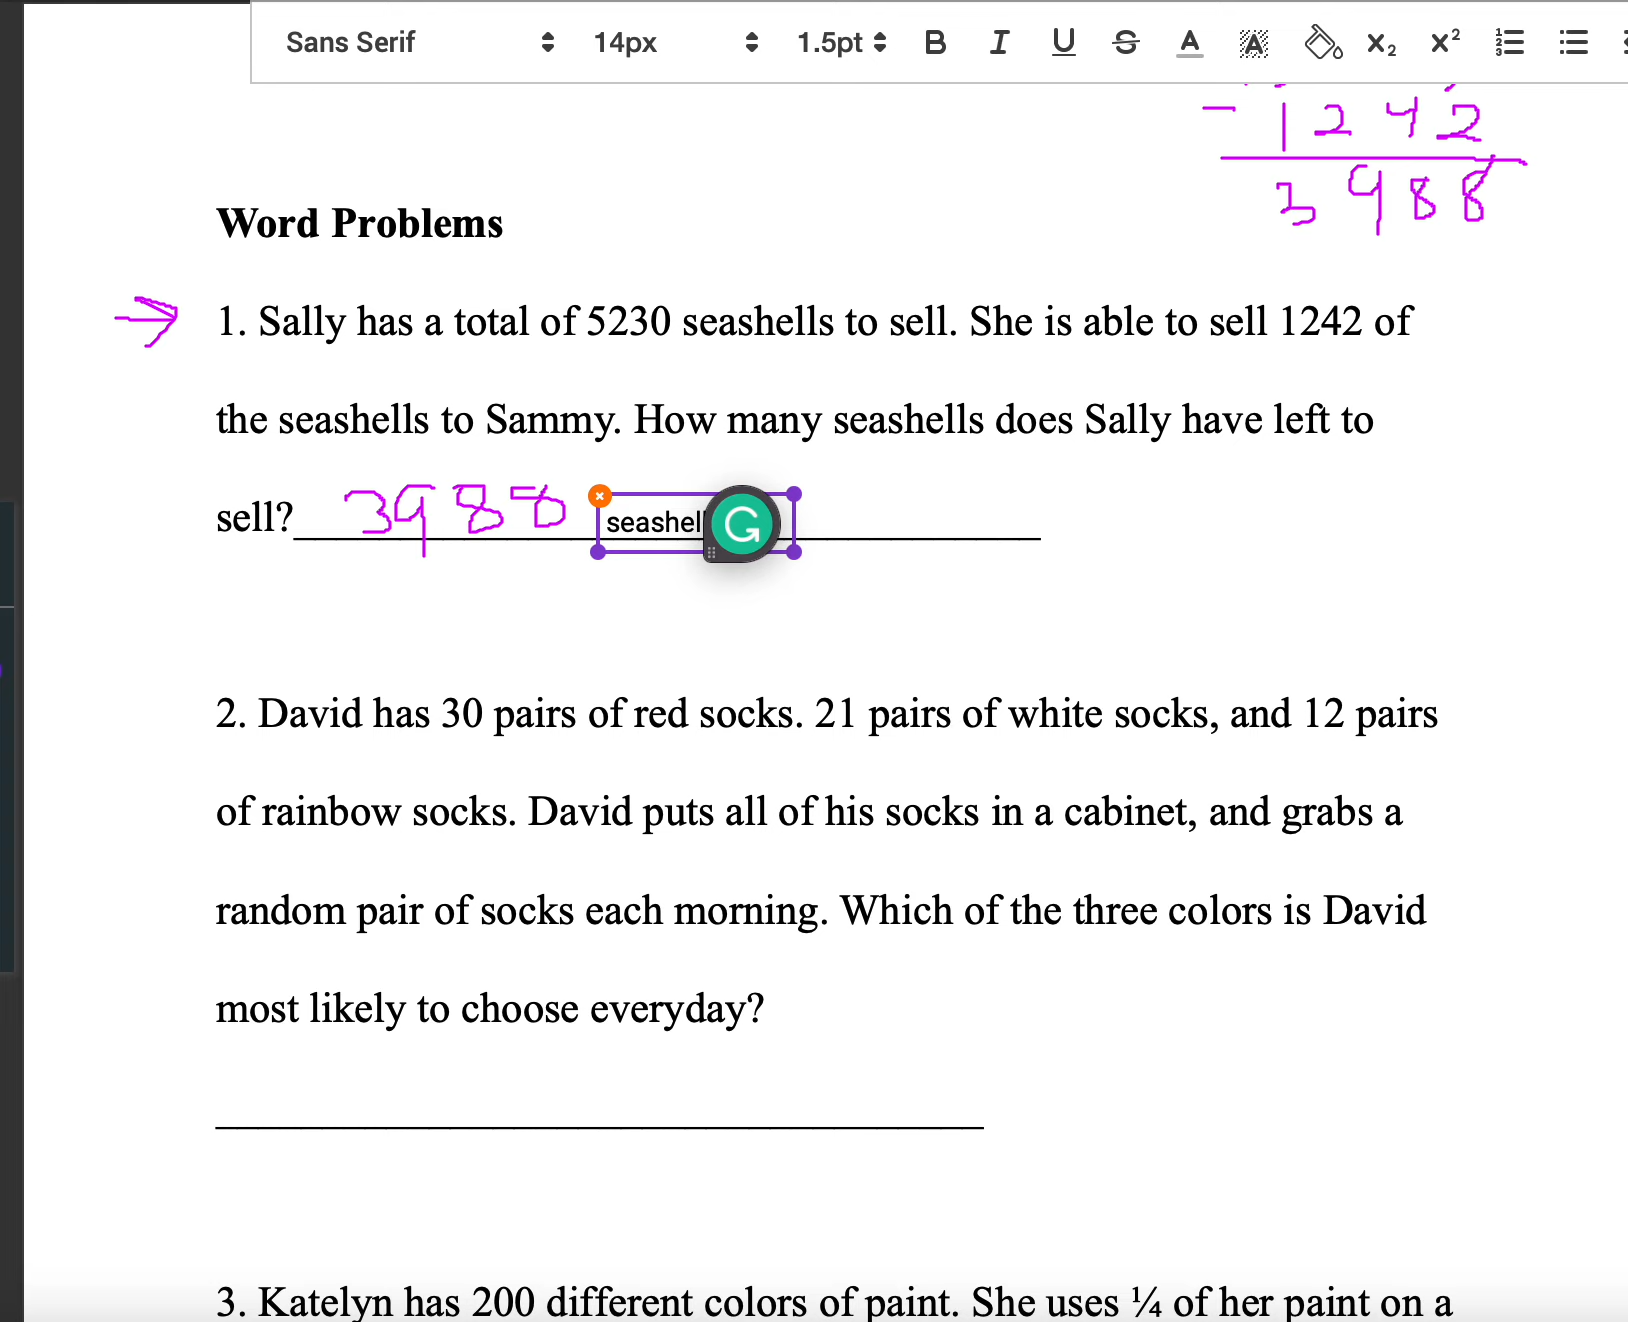 Sans Serif 14px 1.5pt B I U S A A x₂ x²
- 1242
3988
Word Problems
1. Sally has a total of 5230 seashells to sell. She is able to sell 1242 of
the seashells to Sammy. How many seashells does Sally have left to
sell? 3988 seashel
2. David has 30 pairs of red socks. 21 pairs of white socks, and 12 pairs
of rainbow socks. David puts all of his socks in a cabinet, and grabs a
random pair of socks each morning. Which of the three colors is David
most likely to choose everyday?
3. Katelyn has 200 different colors of paint. She uses ¼ of her paint on a